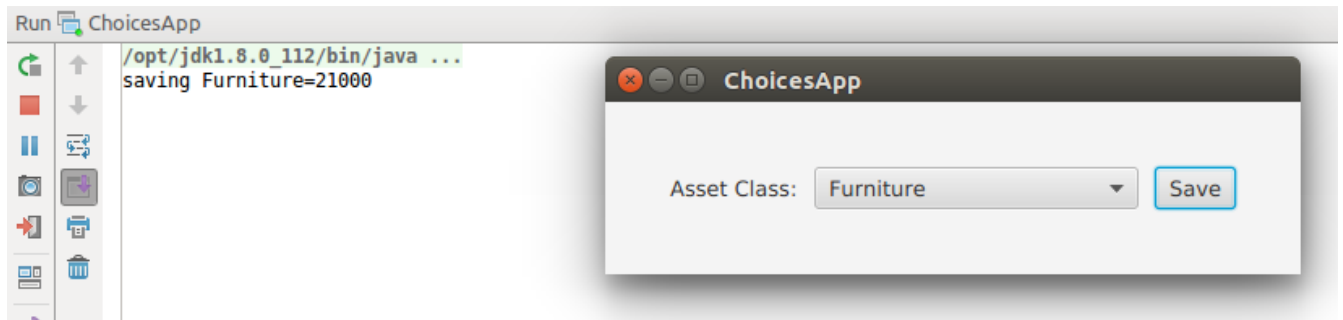 Run ChoicesApp
/opt/jdk1.8.0_112/bin/java ...
saving Furniture=21000
ChoicesApp
Asset Class: Furniture Save